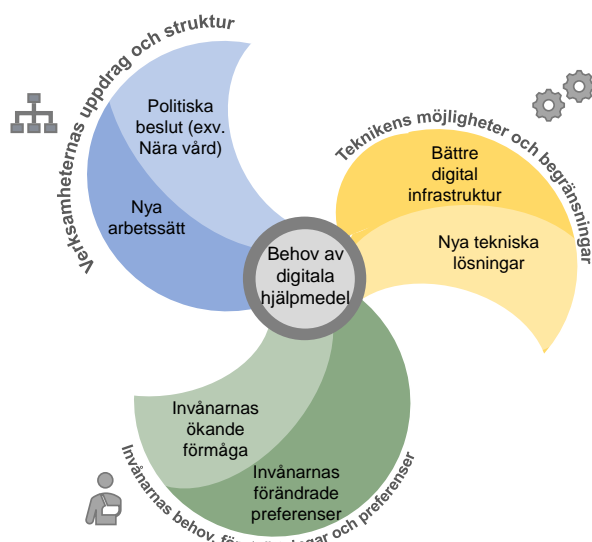 Verksamheternas uppdrag och struktur
Politiska
beslut (exv.
Nära vård)
Nya
arbetssätt
Teknikens möjligheter och begränsningar
Bättre
digital
infrastruktur
Nya tekniska
lösningar
Behov av
digitala
hjälpmedel
Invånarnas
ökande
förmåga
Invånarnas
förändrade
preferenser
Invånarnas behov, och preferenser